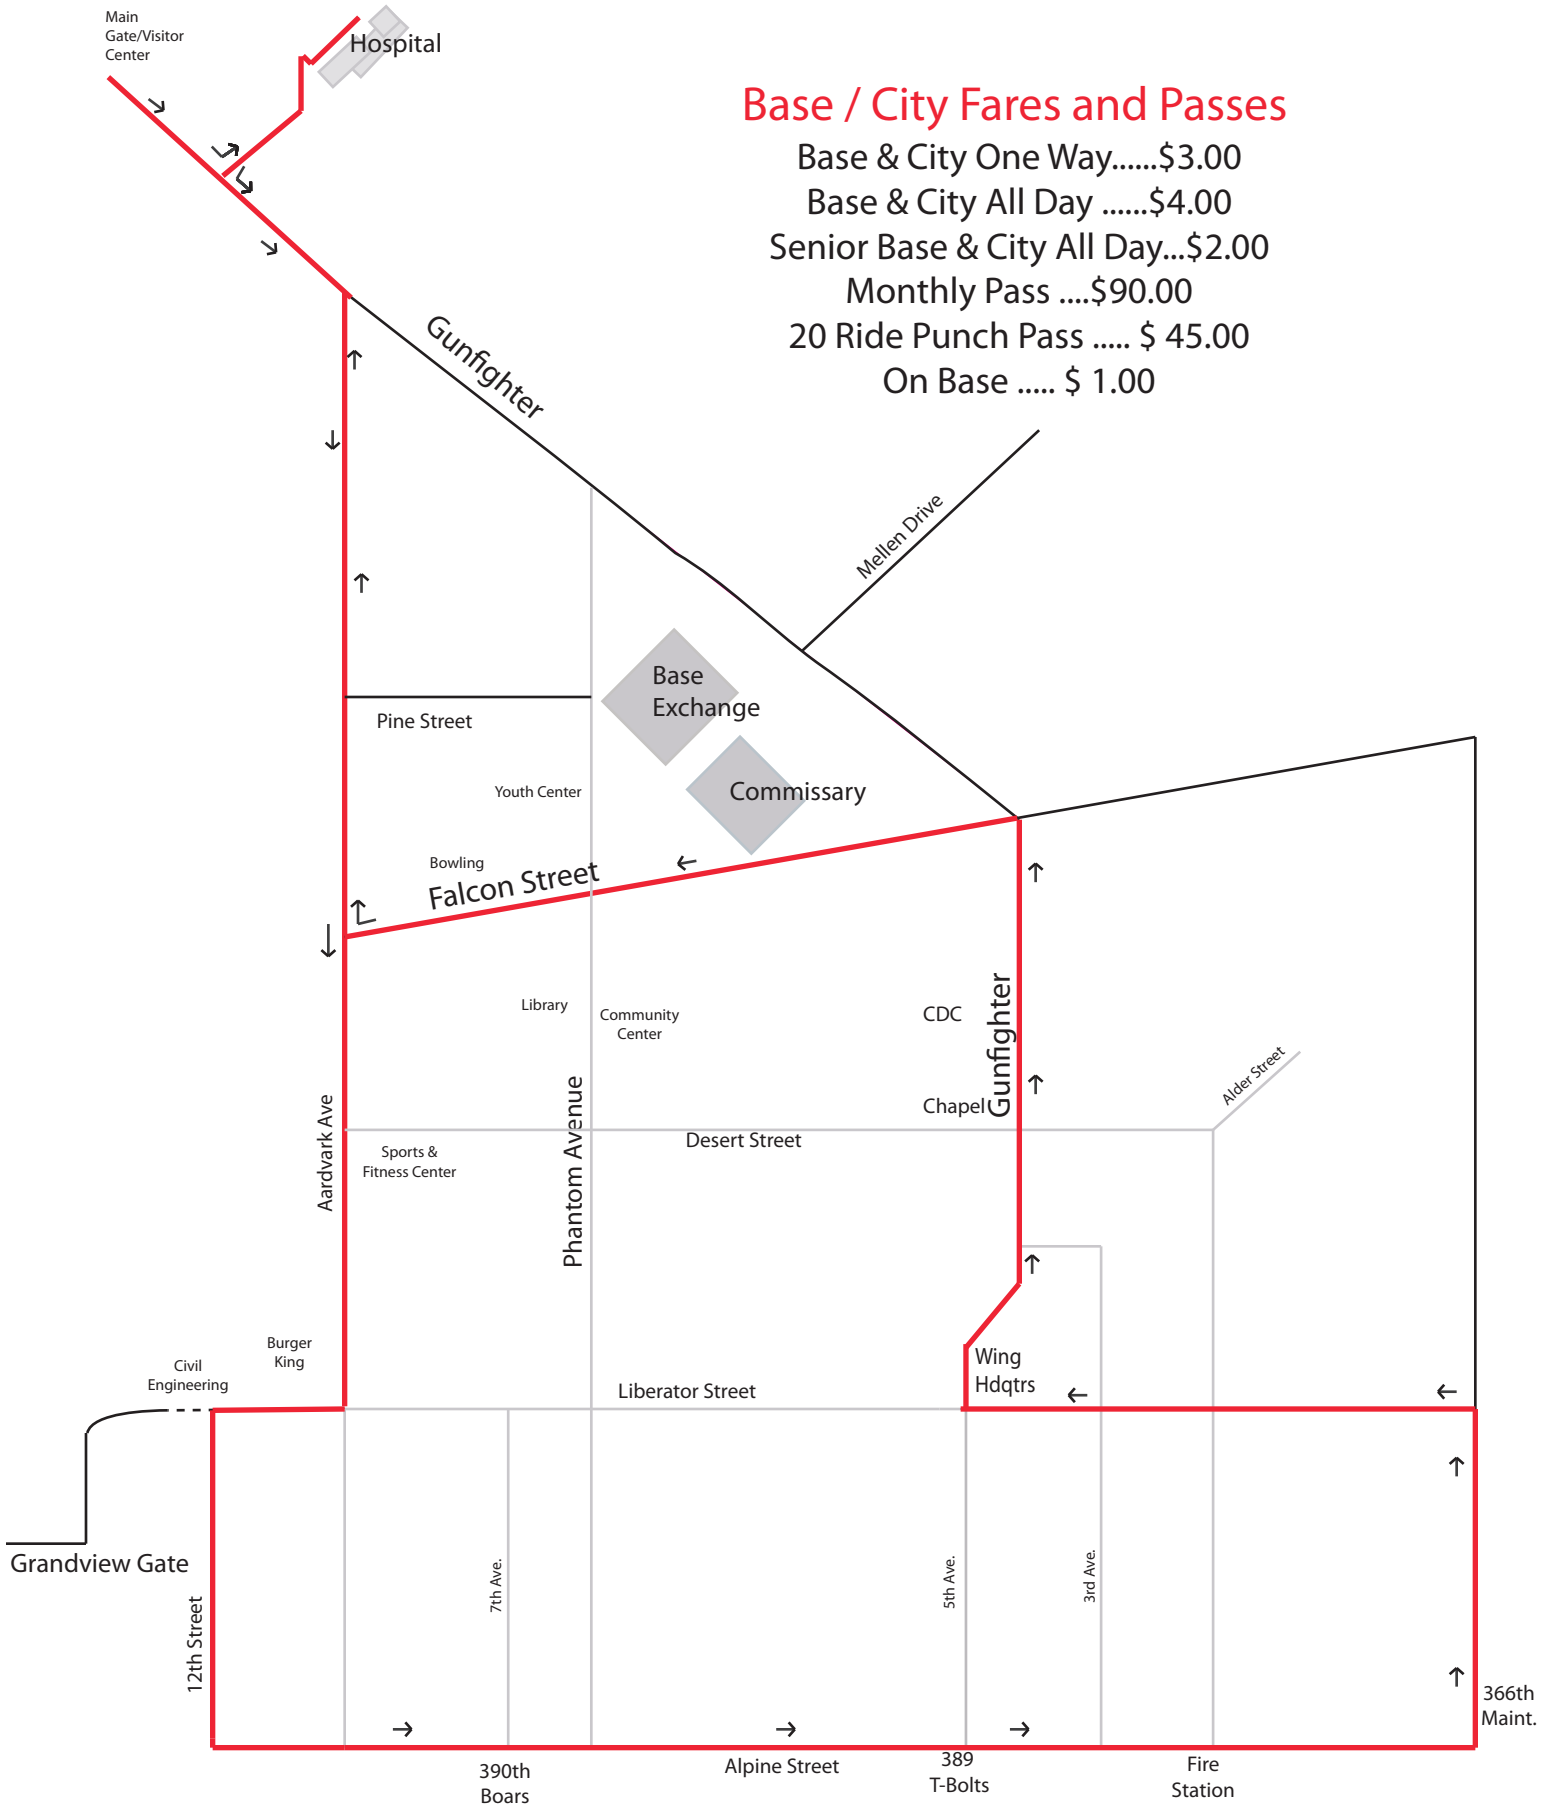 Main
Gate/Visitor
Center
Hospital
Base / City Fares and Passes
Base & City One Way......$3.00
Base & City All Day ......$4.00
Senior Base & City All Day...$2.00
Monthly Pass ....$90.00
20 Ride Punch Pass ..... $ 45.00
On Base ..... $ 1.00
Gunfighter
Mellen Drive
Base
Exchange
Pine Street
Youth Center
Commissary
Bowling
Falcon Street
Library
Community
Center
CDC
Gunfighter
Chapel
Alder Street
Aardvark Ave
Phantom Avenue
Desert Street
Sports &
Fitness Center
Burger
King
Civil
Engineering
Liberator Street
Wing
Hdqtrs
Grandview Gate
12th Street
7th Ave.
5th Ave.
3rd Ave.
366th
Maint.
390th
Boars
Alpine Street
389
T-Bolts
Fire
Station